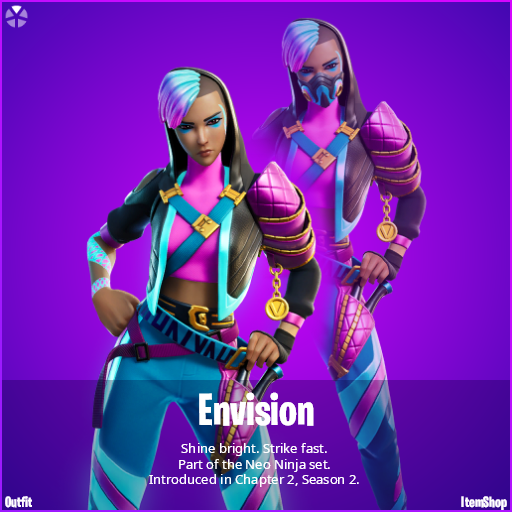 Envision
Shine bright. Strike fast.
Part of the Neo Ninja set.
Introduced in Chapter 2, Season 2.
Outfit
ItemShop